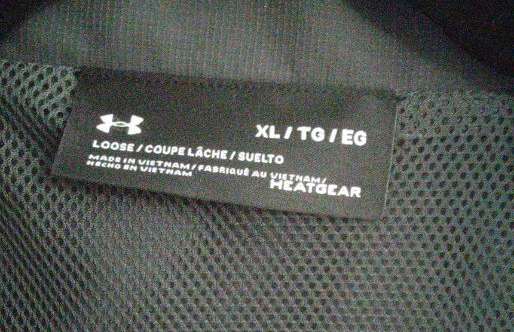 XL / TG / EG
LOOSE / COUPE LÂCHE / SUELTO
MADE IN VIETNAM / FABRIQUÉ AU VIETNAM /
HECHO EN VIETNAM
HEATGEAR